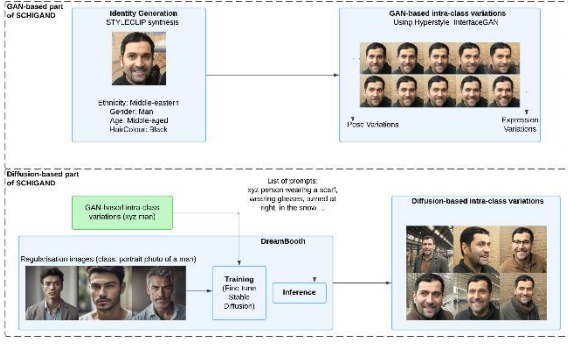 GAN-based part
of SCHIGAND
Identity Generation
STYLECLIP synthesis
Ethnicity: Middle-eastern
Gender: Man
Age: Middle-aged
HairColour: Black
GAN-based intra-class variations
Using Hyperstyle InterfaceGAN
Pose Variations
Expression
Variations
Diffusion-based part
of SCHIGAND
GAN-based intra-class
variations (xyz man)
List of prompts:
xyz person wearing a scarf,
wearing glasses, turned at
right, in the snow ...
DreamBooth
Regularisation images (class: portrait photo of a man)
Training
(Fine-tune
Stable
Diffusion)
Inference
Diffusion-based intra-class variations